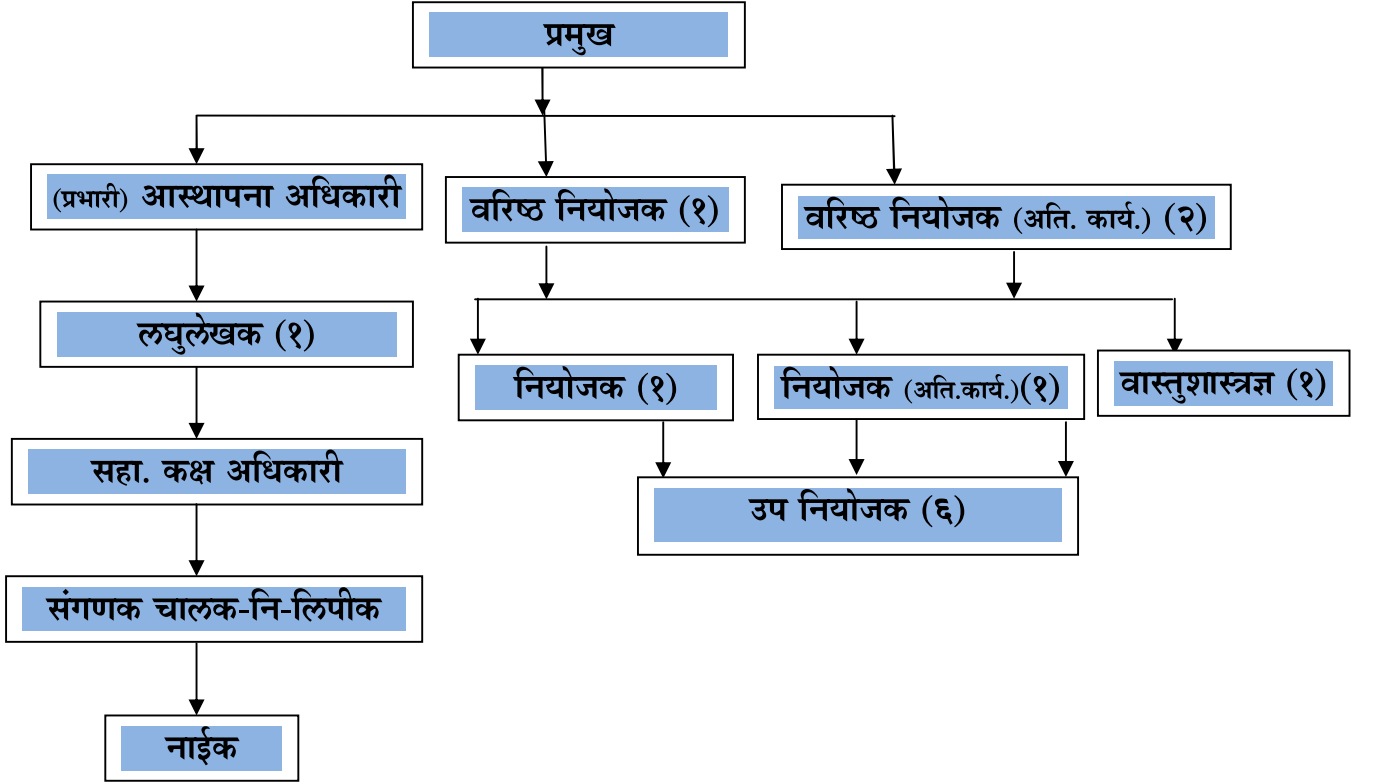 प्रमुख
(प्रभारी) आस्थापना अधिकारी
वरिष्ठ नियोजक (१)
वरिष्ठ नियोजक (अति. कार्य.) (२)
लघुलेखक (१)
नियोजक (१)
नियोजक (अति.कार्य.)(१)
वास्तुशास्त्रज्ञ (१)
सहा. कक्ष अधिकारी
उप नियोजक (६)
संगणक चालक-नि-लिपीक
नाईक